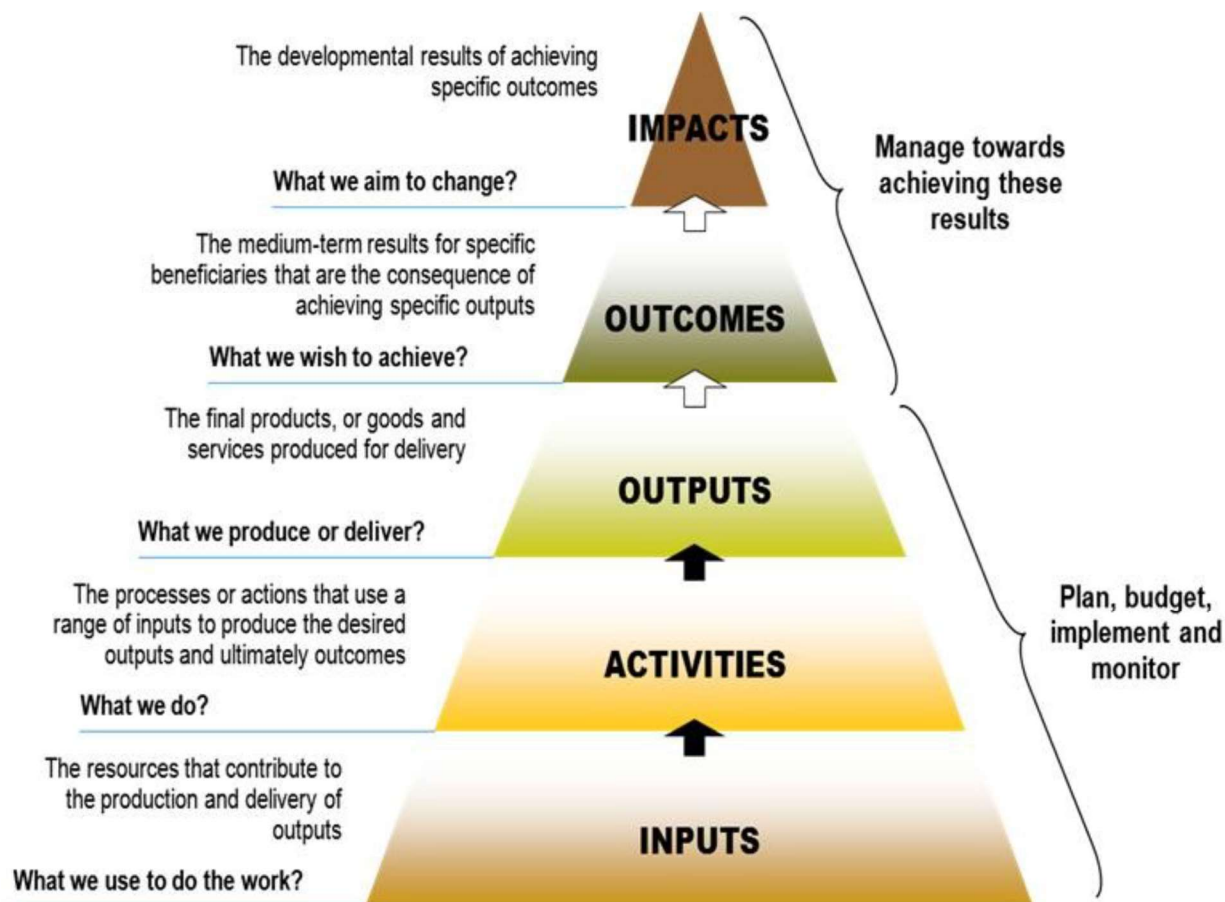 The developmental results of achieving
specific outcomes
IMPACTS
What we aim to change?
Manage towards
achieving these
results
The medium-term results for specific
beneficiaries that are the consequence of
achieving specific outputs
OUTCOMES
What we wish to achieve?
The final products, or goods and
services produced for delivery
OUTPUTS
What we produce or deliver?
The processes or actions that use a
range of inputs to produce the desired
outputs and ultimately outcomes
ACTIVITIES
What we do?
Plan, budget,
implement and
monitor
The resources that contribute to
the production and delivery of
outputs
INPUTS
What we use to do the work?